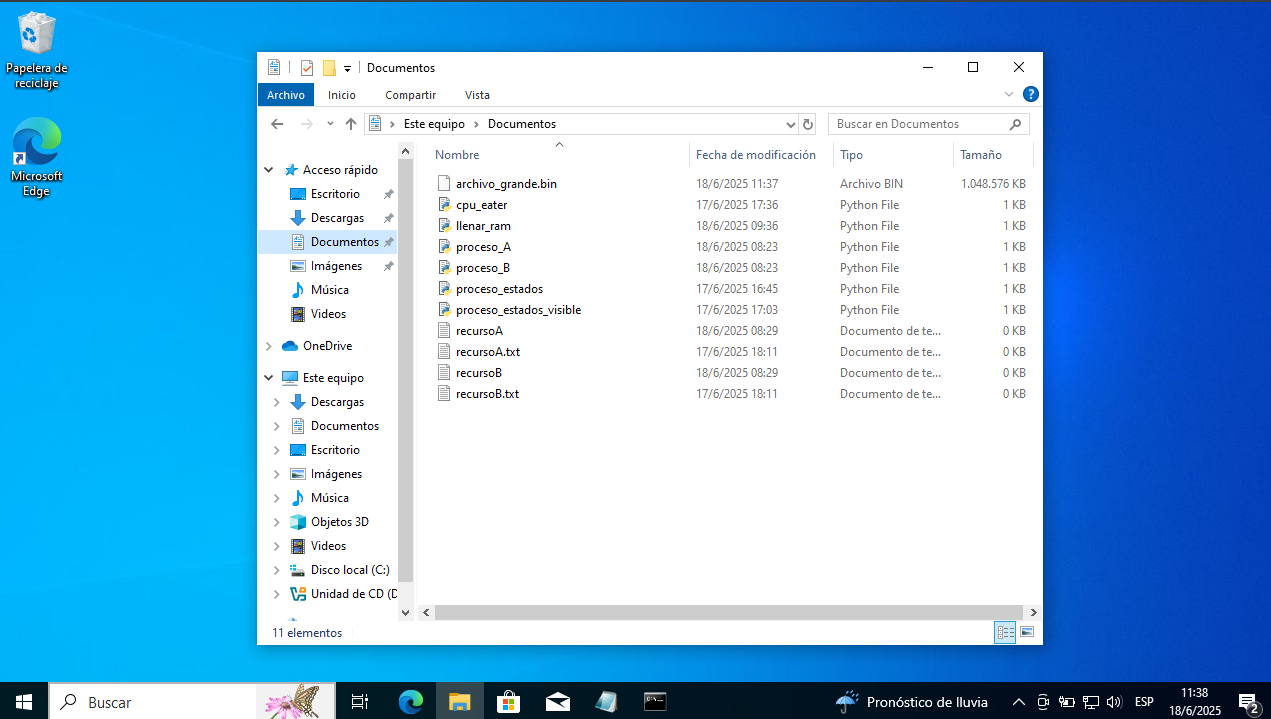 Papelera de
reciclaje
Microsoft
Edge
Documentos
Archivo Inicio Compartir Vista
Este equipo Documentos Buscar en Documentos
Nombre Fecha de modificación Tipo Tamaño
archivo_grande.bin 18/6/2025 11:37 Archivo BIN 1.048.576 KB
cpu_eater 17/6/2025 17:36 Python File 1 KB
llenar_ram 18/6/2025 09:36 Python File 1 KB
proceso_A 18/6/2025 08:23 Python File 1 KB
proceso_B 18/6/2025 08:23 Python File 1 KB
proceso_estados 17/6/2025 16:45 Python File 1 KB
proceso_estados_visible 17/6/2025 17:03 Python File 1 KB
recursoA 18/6/2025 08:29 Documento de te... 0 KB
recursoA.txt 17/6/2025 18:11 Documento de te... 0 KB
recursoB 18/6/2025 08:29 Documento de te... 0 KB
recursoB.txt 17/6/2025 18:11 Documento de te... 0 KB
Acceso rápido
Escritorio
Descargas
Documentos
Imágenes
Música
Videos
OneDrive
Este equipo
Descargas
Documentos
Escritorio
Imágenes
Música
Objetos 3D
Videos
Disco local (C:)
Unidad de CD (D
11 elementos
Buscar
Pronóstico de lluvia
ESP
11:38
18/6/2025
2